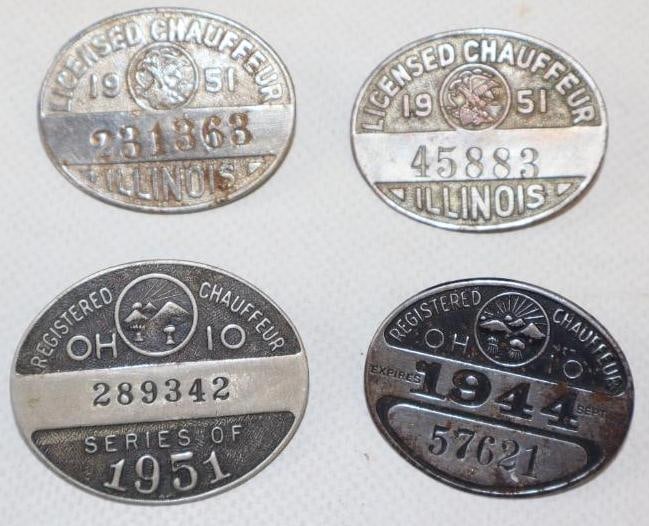 LICENSED CHAUFFEUR
19 51
231363
ILLINOIS
LICENSED CHAUFFEUR
19 51
45883
ILLINOIS
REGISTERED CHAUFFEUR
OH IO
289342
SERIES OF
1951
REGISTERED CHAUFFEUR
OH IO
EXPIRES 1944 SEPT.
57621